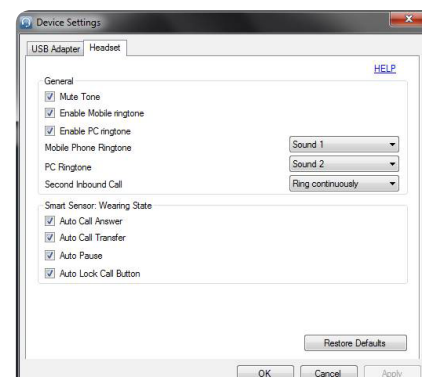 Device Settings
USB Adapter Headset
HELP
General
Mute Tone
Enable Mobile ringtone
Enable PC ringtone
Mobile Phone Ringtone Sound 1
PC Ringtone Sound 2
Second Inbound Call Ring continuously
Smart Sensor: Wearing State
Auto Call Answer
Auto Call Transfer
Auto Pause
Auto Lock Call Button
Restore Defaults
OK Cancel Apply